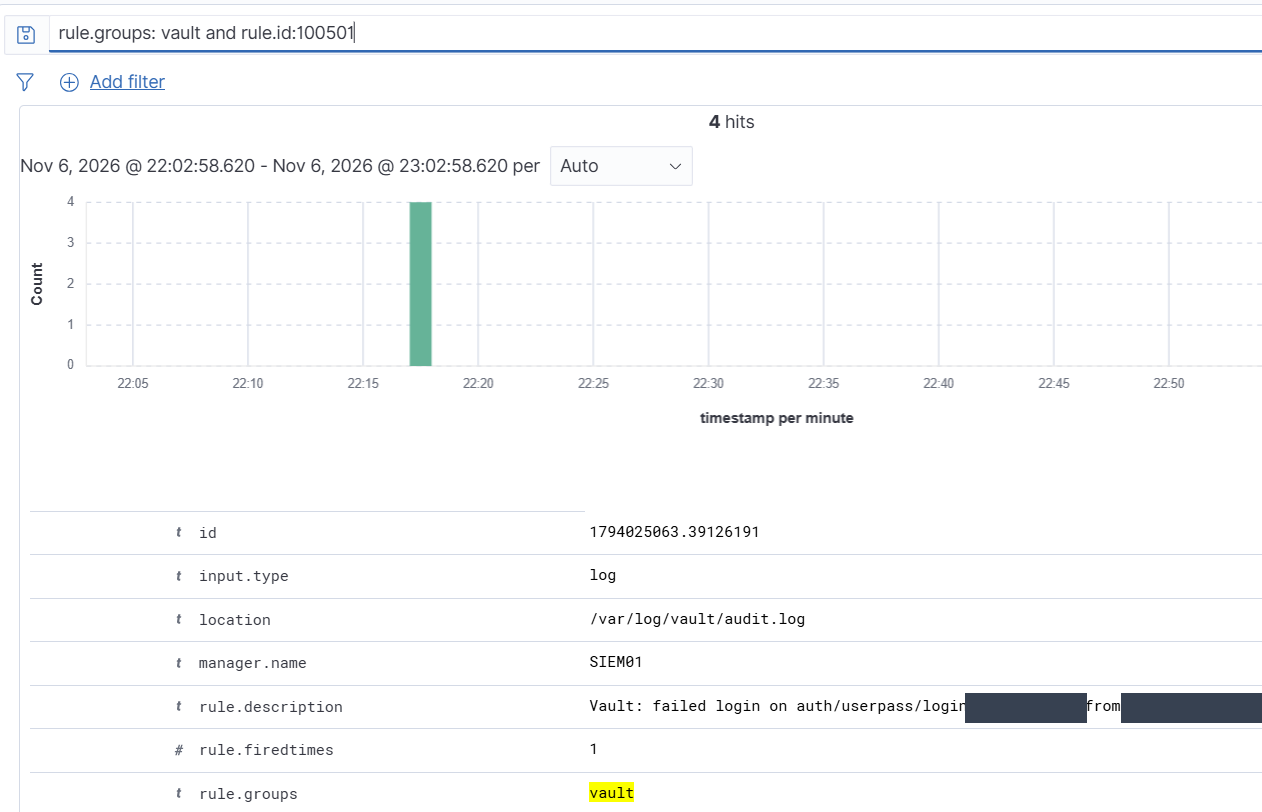 rule.groups: vault and rule.id:100501
Add filter
4 hits
Nov 6, 2026 @ 22:02:58.620 - Nov 6, 2026 @ 23:02:58.620 per Auto
4
3
2
1
0
Count
22:05 22:10 22:15 22:20 22:25 22:30 22:35 22:40 22:45 22:50
timestamp per minute
t id 1794025063.39126191
t input.type log
t location /var/log/vault/audit.log
t manager.name SIEM01
t rule.description Vault: failed login on auth/userpass/login from
# rule.firedtimes 1
t rule.groups vault